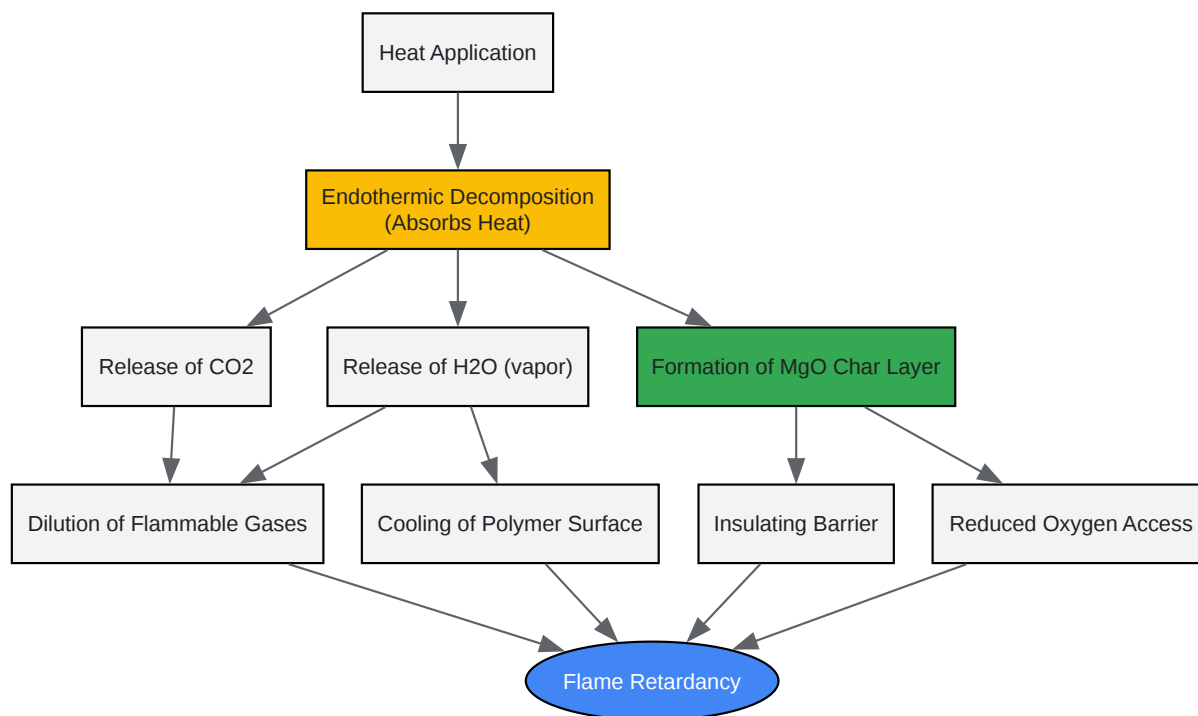 Heat Application
Endothermic Decomposition
(Absorbs Heat)
Release of CO2
Release of H2O (vapor)
Formation of MgO Char Layer
Dilution of Flammable Gases
Cooling of Polymer Surface
Insulating Barrier
Reduced Oxygen Access
Flame Retardancy